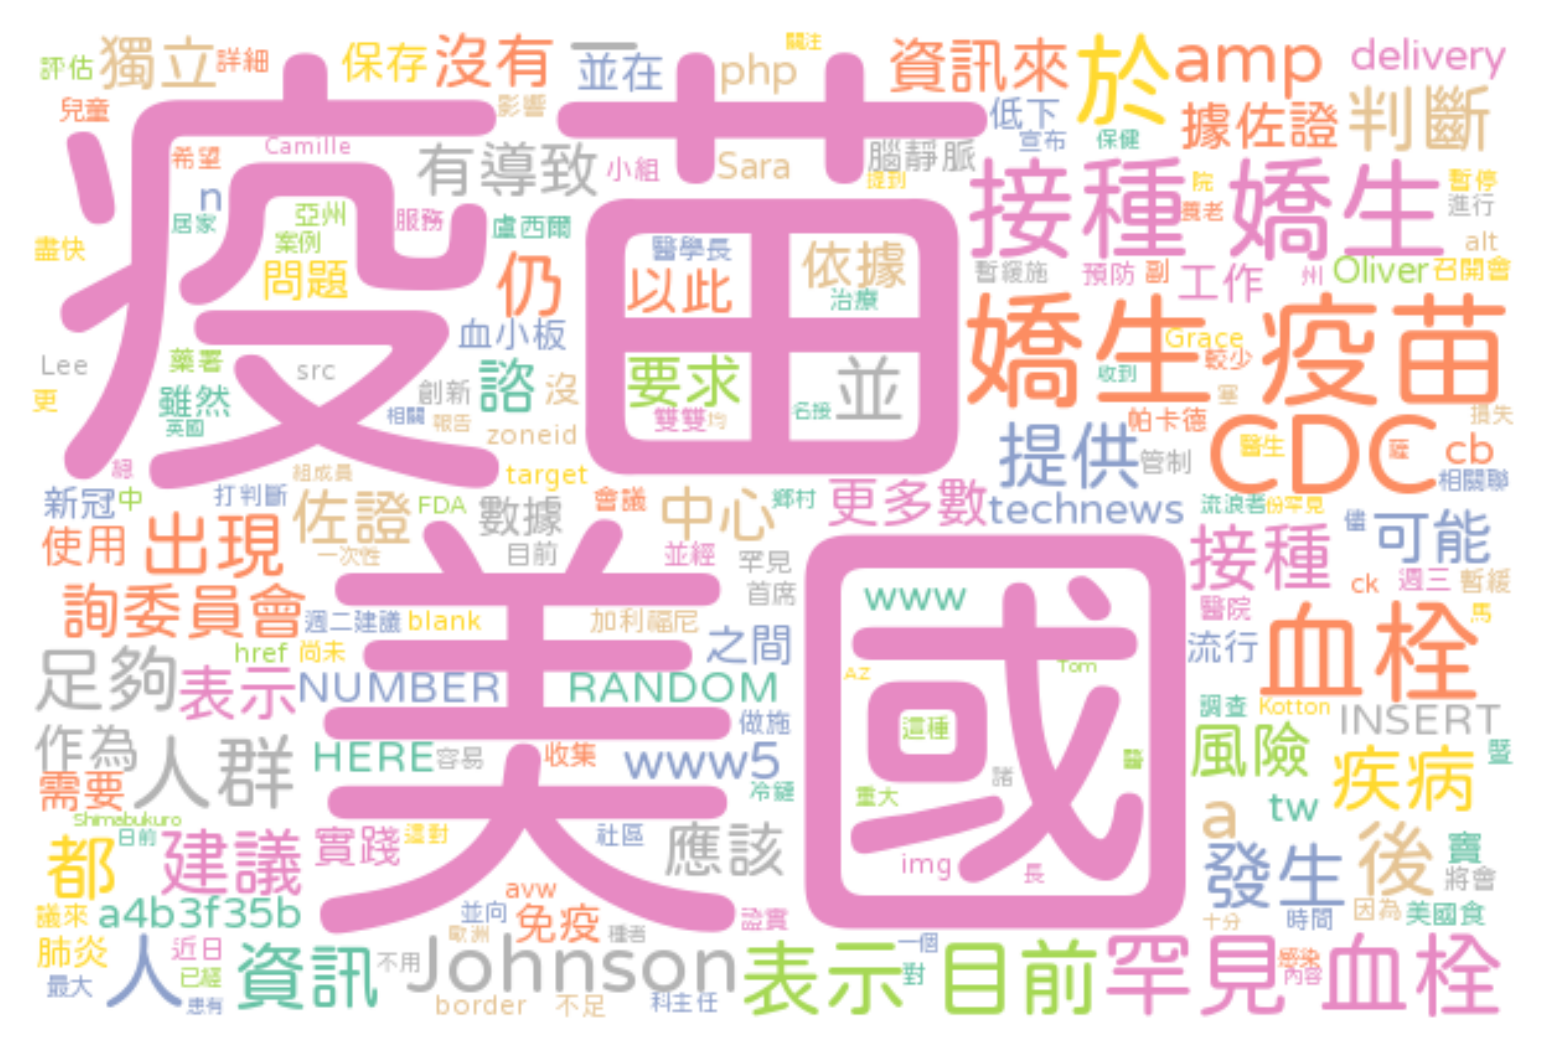 評估
獨立
詳細
保存
沒有
一
並在
php
關注
資訊來
於
amp
delivery
兒童
影響
低下
宣布
保健
據佐證
判斷
希望
Camille
有導致
小組
Sara
腦靜脈
提到
接種
院
養老
嬌生
暫停
進行
n
居家
亞州
案例
服務
盧西爾
疫苗
醫學長
依據
以此
治療
alt
盡快
問題
仍
暫緩施
預防
副
工作
州
Oliver
召開會
血小板
嬌生
疫苗
Grace
較少
收到
塞
Lee
藥署
src
更
雖然
英國
創新
相關
報告
諮
沒
要求
並
雙雙
均
名接
zoneid
帕卡德
損失
CDC
醫生
cb
相關聯
提供
管制
總
組成員
target
新冠
中
打判斷
佐證
FDA
數據
會議
中心
鄉村
更多數
technews
流浪者
份罕見
儘
可能
使用
出現
一次性
目前
並經
罕見
首席
接種
ck
週三
暫緩
詢委員會
週二建議
blank
加利福尼
www
醫院
血栓
馬
href
尚未
之間
流行
足夠
表示
NUMBER
美國
RANDOM
AZ
Tom
調查
Kotton
INSERT
做施
這種
作為
人群
HERE
容易
收集
www5
醫
風險
疾病
暨
諸
需要
冷鏈
重大
a
tw
Shimabukuro
日前
都
建議
實踐
這對
社區
應該
img
長
發生
後
竇
將會
議來
a4b3f35b
avw
並向
免疫
證實
歐洲
種者
十分
時間
因為
美國食
肺炎
人
近日
已經
資訊
不用
Johnson
表示
一個
對
目前
罕見
感染
內容
血栓
最大
患有
border
不足
科主任